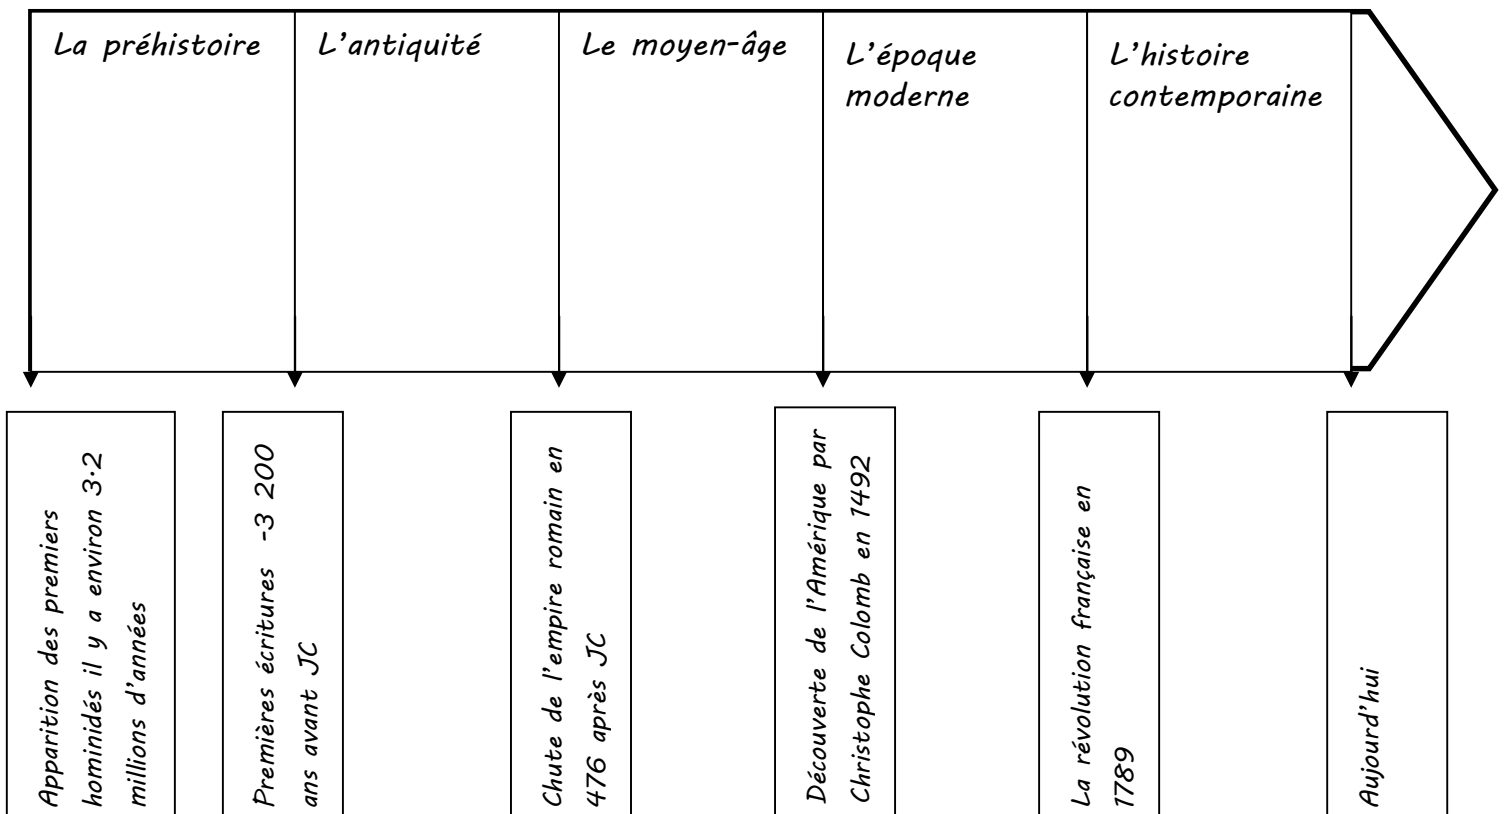 La préhistoire
L'antiquité
Le moyen-âge
L'époque
moderne
L'histoire
contemporaine
Apparition des premiers
hominidés il y a environ 3.2
millions d'années
Premières écritures -3 200
ans avant JC
Chute de l'empire romain en
476 après JC
Découverte de l'Amérique par
Christophe Colomb en 1492
La révolution française en
1789
Aujourd'hui